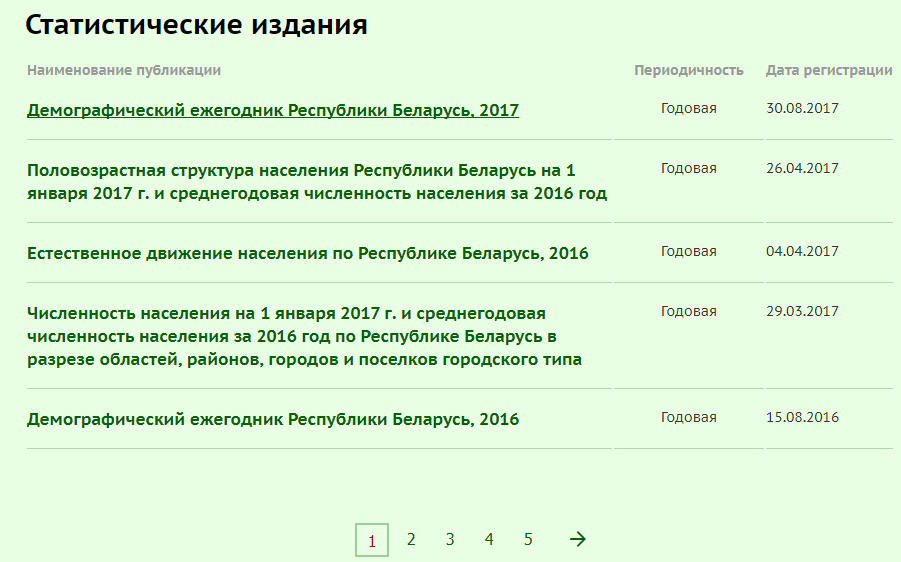 Статистические издания
Наименование публикации Периодичность Дата регистрации
Демографический ежегодник Республики Беларусь, 2017 Годовая 30.08.2017
Половозрастная структура населения Республики Беларусь на 1 Годовая 26.04.2017
января 2017 г. и среднегодовая численность населения за 2016 год
Естественное движение населения по Республике Беларусь, 2016 Годовая 04.04.2017
Численность населения на 1 января 2017 г. и среднегодовая Годовая 29.03.2017
численность населения за 2016 год по Республике Беларусь в
разрезе областей, районов, городов и поселков городского типа
Демографический ежегодник Республики Беларусь, 2016 Годовая 15.08.2016
1 2 3 4 5 →